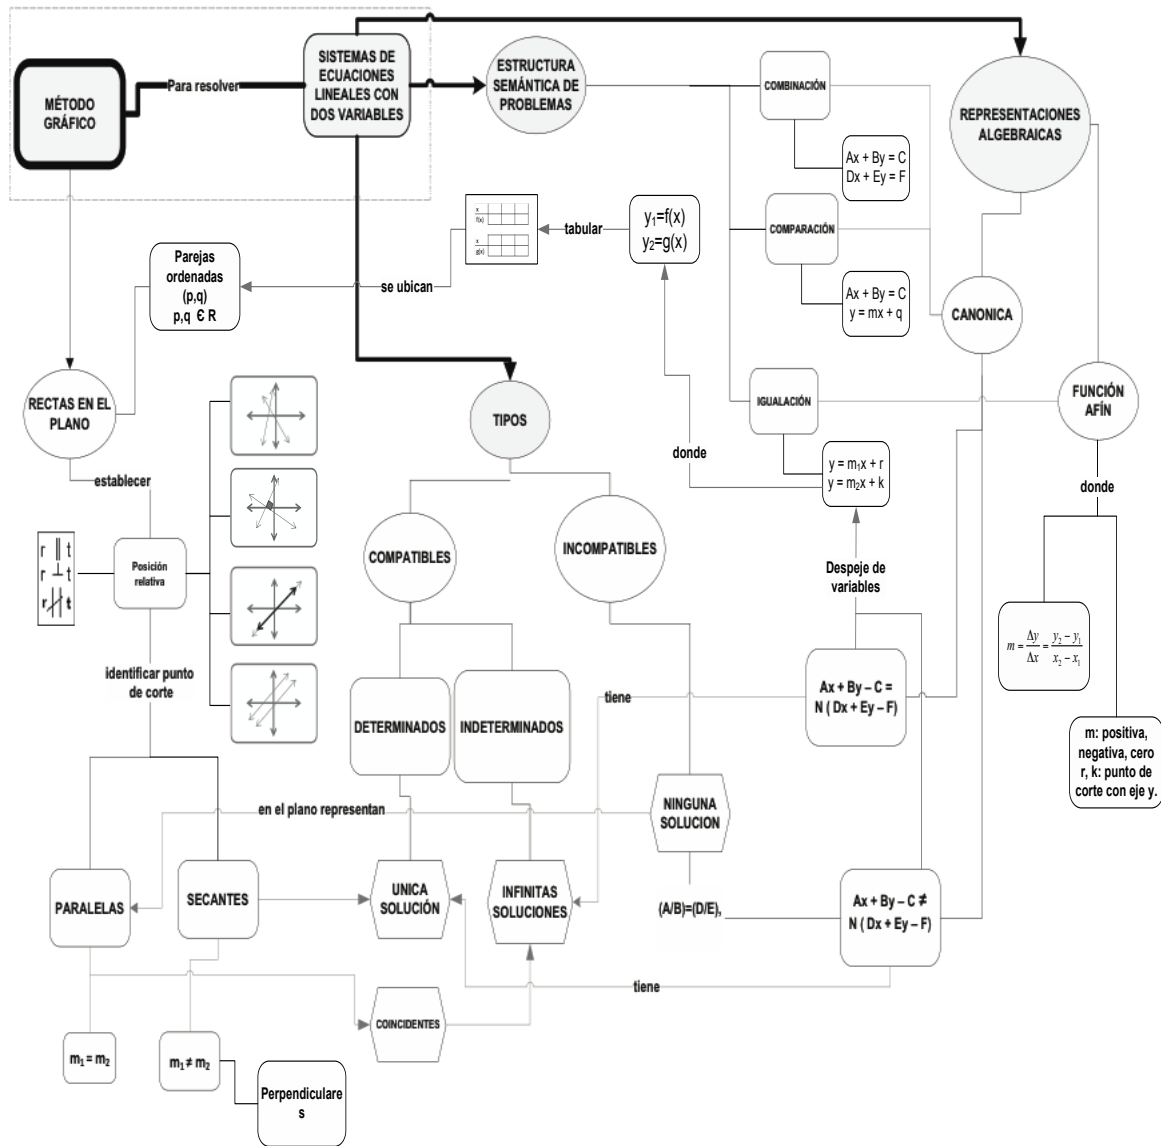 SISTEMAS DE
ECUACIONES
LINEALES CON
DOS VARIABLES
MÉTODO
GRÁFICO
Para resolver
ESTRUCTURA
SEMÁNTICA DE
PROBLEMAS
COMBINACIÓN
REPRESENTACIONES
ALGEBRAICAS
Ax + By = C
Dx + Ey = F
x
f(x)
x
g(x)
tabular
y₁=f(x)
y₂=g(x)
COMPARACIÓN
Parejas
ordenadas
(p,q)
p,q Є R
se ubican
Ax + By = C
y = mx + q
CANONICA
RECTAS EN EL
PLANO
TIPOS
IGUALACIÓN
FUNCIÓN
AFÍN
donde
y = m₁x + r
y = m₂x + k
establecer
donde
COMPATIBLES
INCOMPATIBLES
r || t
r ⊥ t
r ∦ t
Posición
relativa
Despeje de
variables
m = Δy/Δx = (y₂ − y₁)/(x₂ − x₁)
identificar punto
de corte
DETERMINADOS
INDETERMINADOS
tiene
Ax + By – C =
N ( Dx + Ey – F)
m: positiva,
negativa, cero
r, k: punto de
corte con eje y.
en el plano representan
NINGUNA
SOLUCION
PARALELAS
SECANTES
UNICA
SOLUCIÓN
INFINITAS
SOLUCIONES
(A/B)=(D/E),
Ax + By – C ≠
N ( Dx + Ey – F)
tiene
COINCIDENTES
m₁ = m₂
m₁ ≠ m₂
Perpendiculare
s